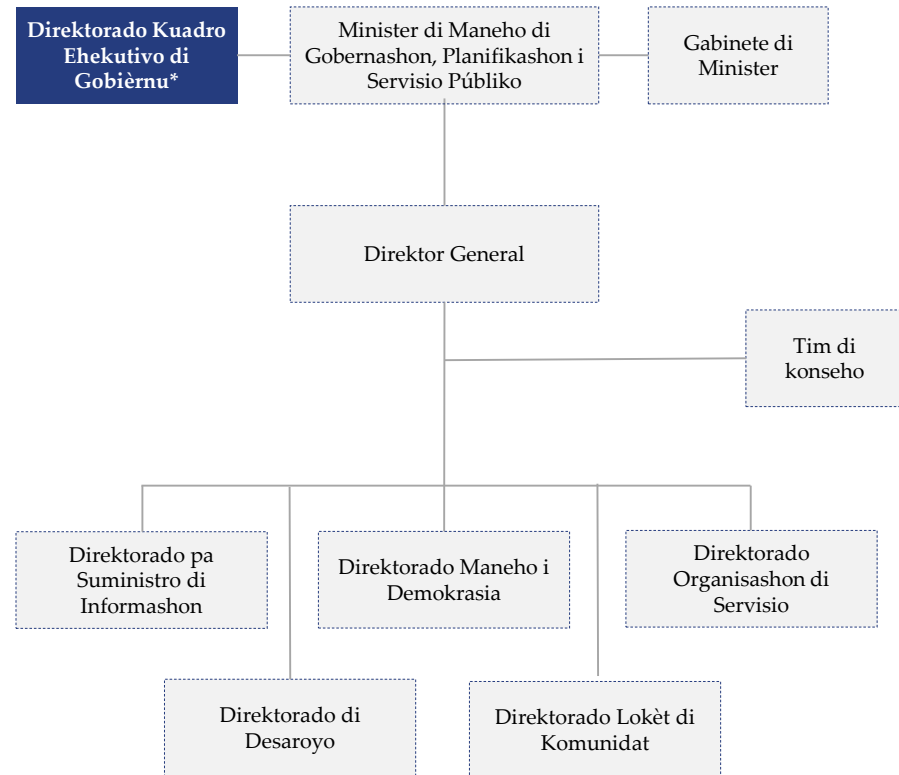 Direktorado Kuadro
Ehekutivo di
Gobièrnu*
Minister di Maneho di
Gobernashon, Planifikashon i
Servisio Públiko
Gabinete di
Minister
Direktor General
Tim di
konseho
Direktorado pa
Suministro di
Informashon
Direktorado Maneho i
Demokrasia
Direktorado
Organisashon di
Servisio
Direktorado di
Desaroyo
Direktorado Lokèt di
Komunidat